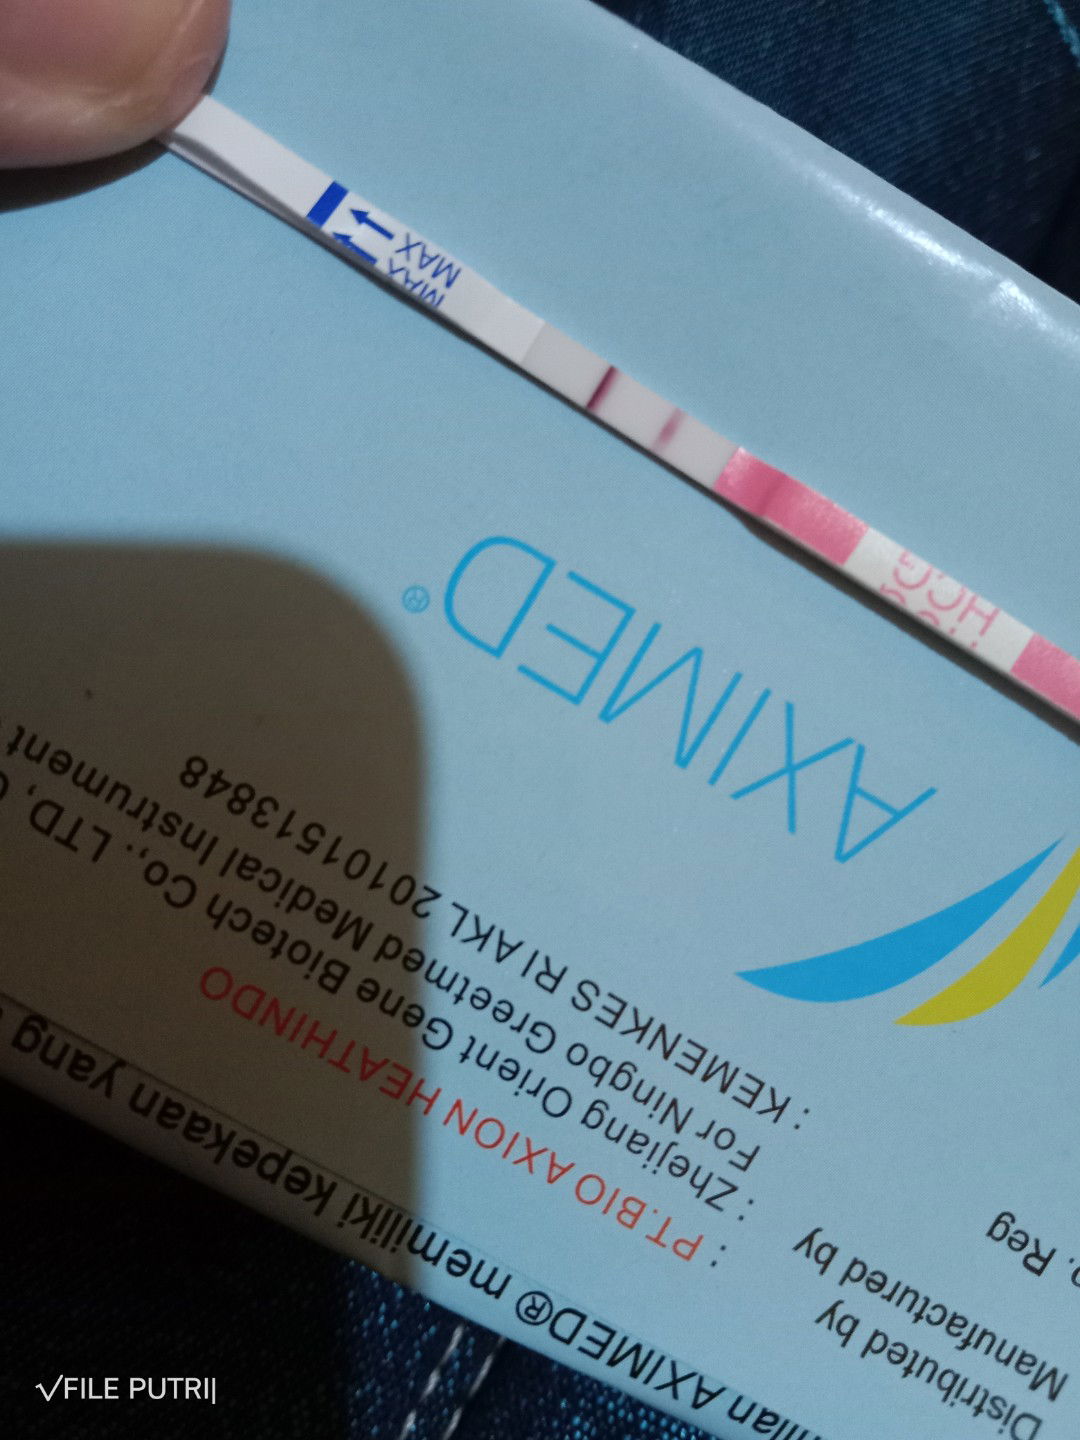 AXIMED® memiliki kepekaan yang
Distributed by : PT.BIO AXION HEATHINDO
Manufactured by : Zhejiang Orient Gene Biotech Co,. LTD,
For Ningbo Greetmed Medical Instrument
Reg : KEMENKES RI AKL 20101513848
AXIMED®
HCG
MAX
MAX
√FILE PUTRI||